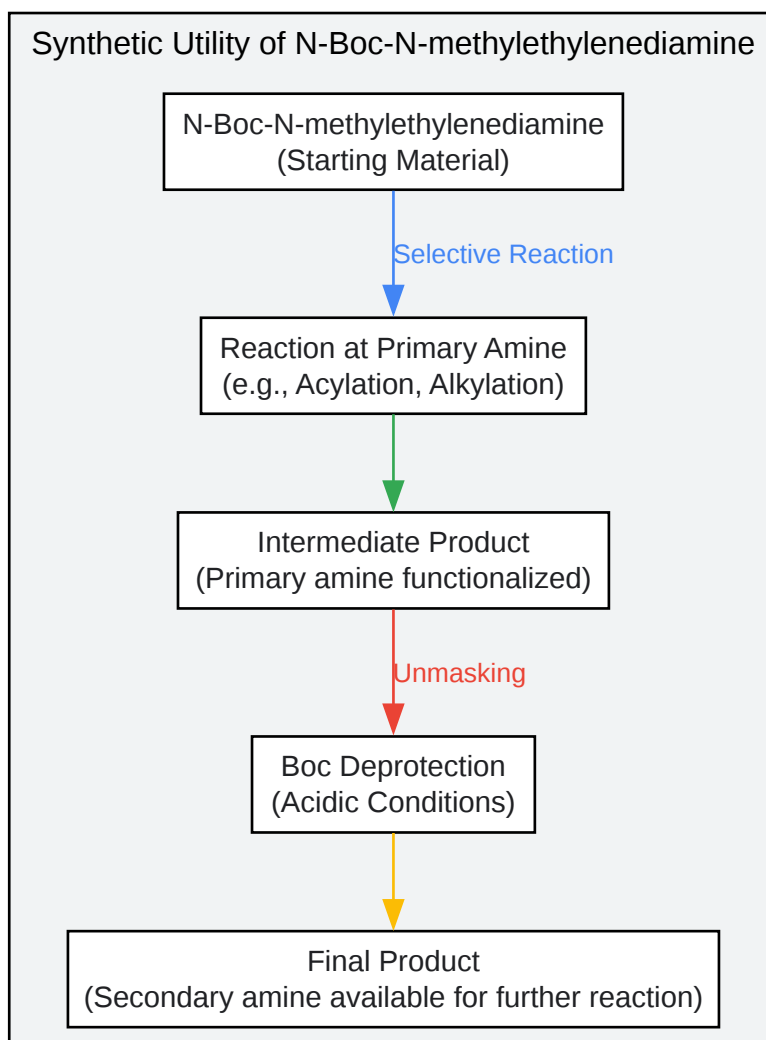 Synthetic Utility of N-Boc-N-methylethylenediamine
N-Boc-N-methylethylenediamine
(Starting Material)
Selective Reaction
Reaction at Primary Amine
(e.g., Acylation, Alkylation)
Intermediate Product
(Primary amine functionalized)
Unmasking
Boc Deprotection
(Acidic Conditions)
Final Product
(Secondary amine available for further reaction)